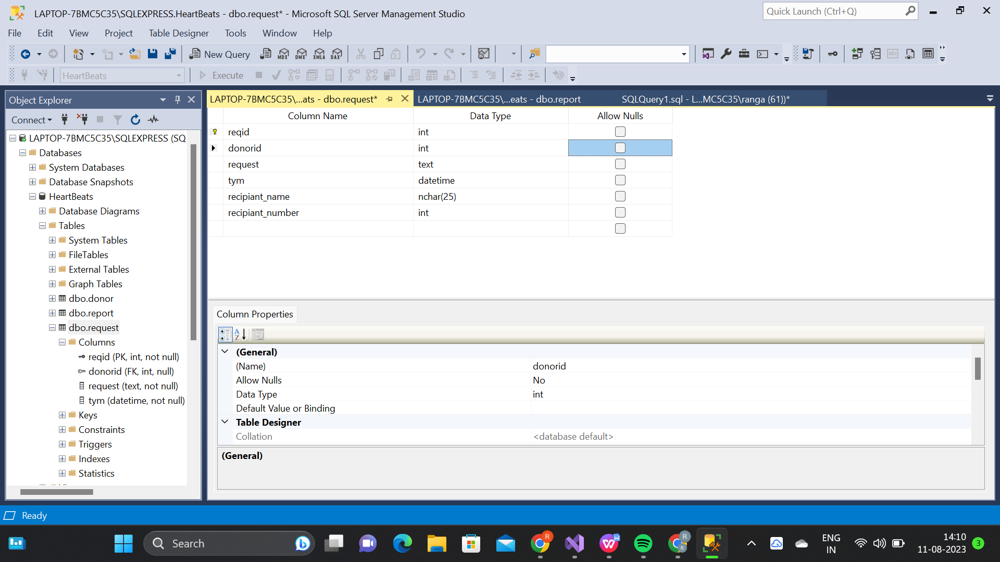 LAPTOP-7BMC5C35\SQLEXPRESS.HeartBeats - dbo.request* - Microsoft SQL Server Management Studio
Quick Launch (Ctrl+Q)
File Edit View Project Table Designer Tools Window Help
New Query MDX DMX XMLA DAX
HeartBeats Execute
Object Explorer
Connect
LAPTOP-7BMC5C35\SQLEXPRESS (SQ
Databases
System Databases
Database Snapshots
HeartBeats
Database Diagrams
Tables
System Tables
FileTables
External Tables
Graph Tables
dbo.donor
dbo.report
dbo.request
Columns
reqid (PK, int, not null)
donorid (FK, int, null)
request (text, not null)
tym (datetime, not null)
Keys
Constraints
Triggers
Indexes
Statistics
LAPTOP-7BMC5C35\...ats - dbo.request* LAPTOP-7BMC5C35\...eats - dbo.report SQLQuery1.sql - L...MC5C35\ranga (61))*
Column Name Data Type Allow Nulls
reqid int
donorid int
request text
tym datetime
recipiant_name nchar(25)
recipiant_number int
Column Properties
(General)
(Name) donorid
Allow Nulls No
Data Type int
Default Value or Binding
Table Designer
Collation <database default>
(General)
Ready
Search
ENG
IN
14:10
11-08-2023
3